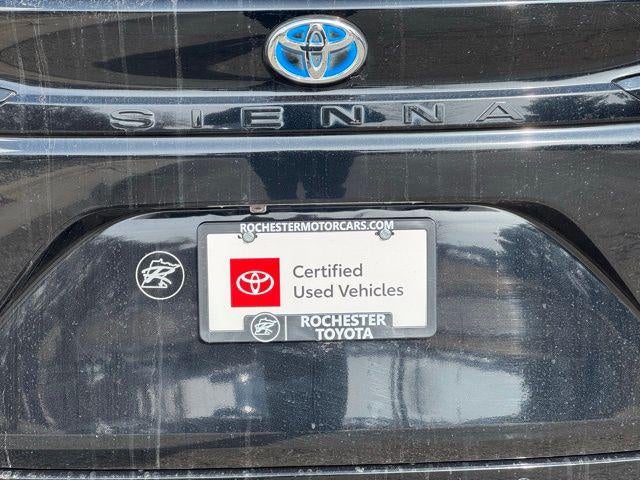 SIENNA
ROCHESTERMOTORCARS.COM
Certified
Used Vehicles
ROCHESTER
TOYOTA